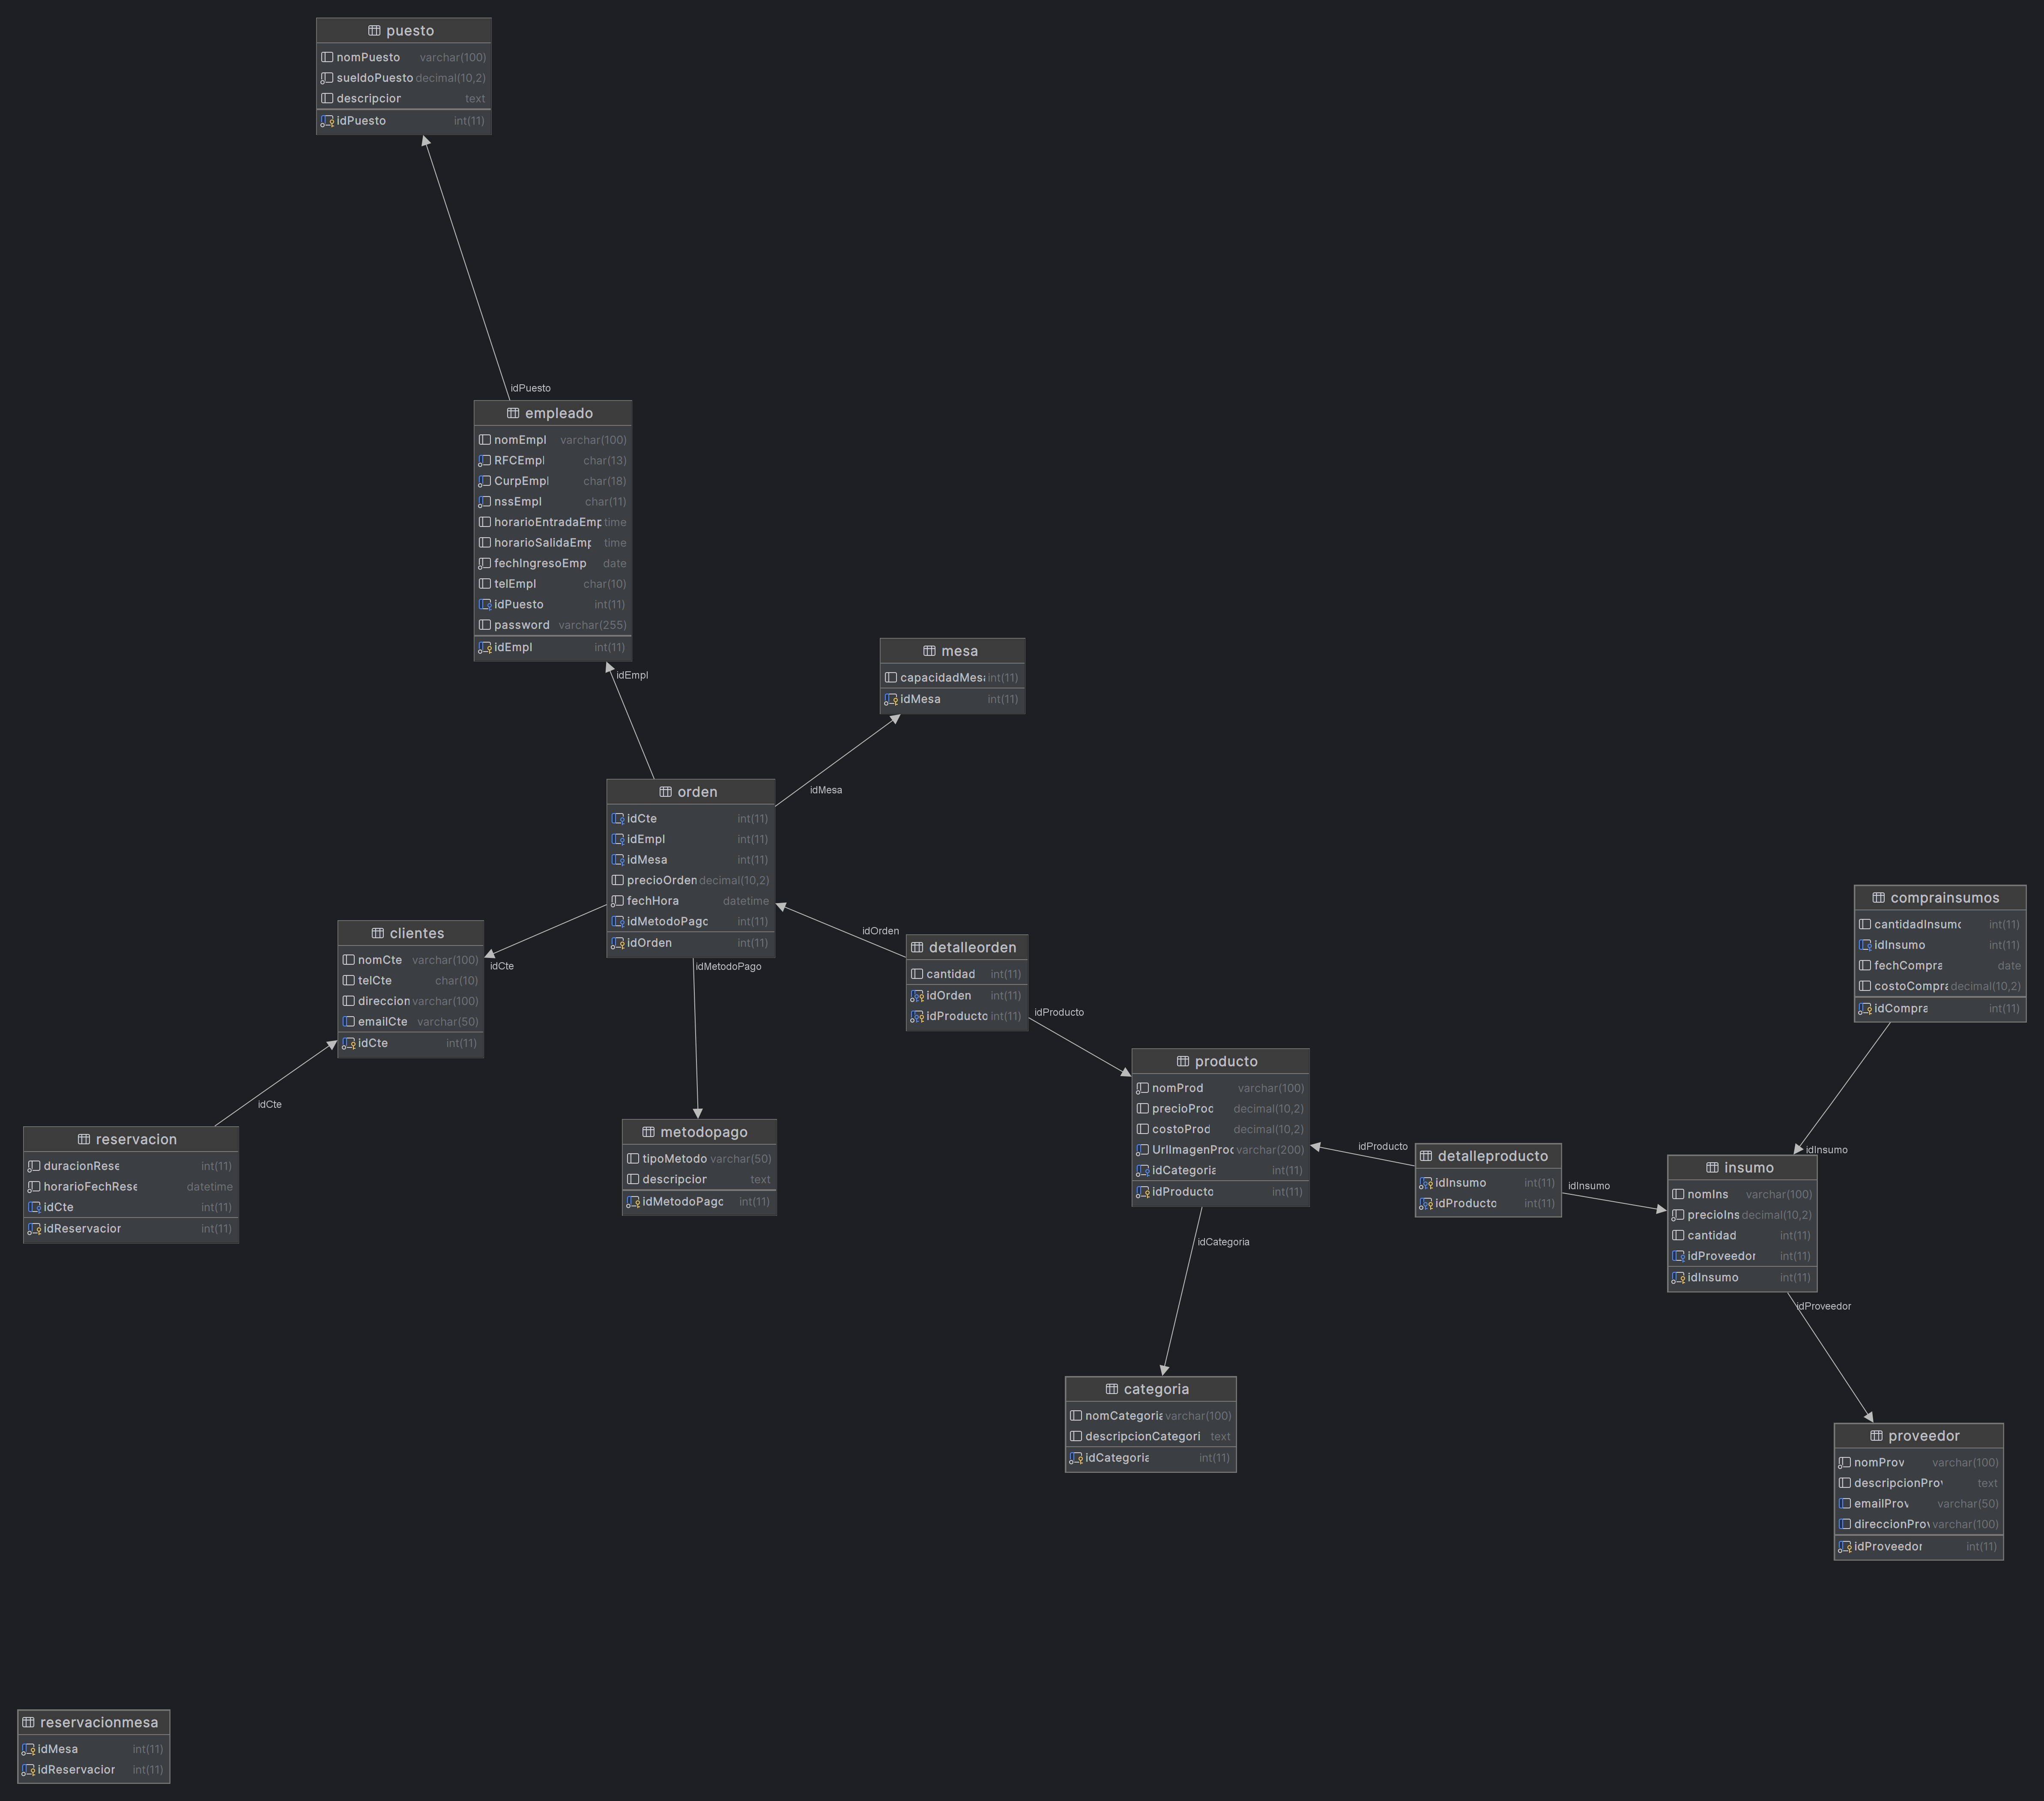 puesto
nomPuesto varchar(100)
sueldoPuesto decimal(10,2)
descripcior text
idPuesto int(11)
idPuesto
empleado
nomEmpl varchar(100)
RFCEmpl char(13)
CurpEmpl char(18)
nssEmpl char(11)
horarioEntradaEmp time
horarioSalidaEmp time
fechIngresoEmp date
telEmpl char(10)
idPuesto int(11)
password varchar(255)
idEmpl int(11)
idEmpl
mesa
capacidadMesa int(11)
idMesa int(11)
idMesa
orden
idCte int(11)
idEmpl int(11)
idMesa int(11)
precioOrden decimal(10,2)
fechHora datetime
idMetodoPago int(11)
idOrden int(11)
idCte
idMetodoPago
idOrden
clientes
nomCte varchar(100)
telCte char(10)
direccion varchar(100)
emailCte varchar(50)
idCte int(11)
idCte
detalleorden
cantidad int(11)
idOrden int(11)
idProducto int(11)
idProducto
comprainsumos
cantidadInsumo int(11)
idInsumo int(11)
fechCompra date
costoCompra decimal(10,2)
idCompra int(11)
idInsumo
reservacion
duracionRese int(11)
horarioFechRese datetime
idCte int(11)
idReservacior int(11)
metodopago
tipoMetodo varchar(50)
descripcior text
idMetodoPago int(11)
producto
nomProd varchar(100)
precioProd decimal(10,2)
costoProd decimal(10,2)
UrlImagenProd varchar(200)
idCategoria int(11)
idProducto int(11)
idProducto
idCategoria
detalleproducto
idInsumo int(11)
idProducto int(11)
idInsumo
insumo
nomIns varchar(100)
precioIns decimal(10,2)
cantidad int(11)
idProveedor int(11)
idInsumo int(11)
idProveedor
categoria
nomCategoria varchar(100)
descripcionCategori text
idCategoria int(11)
proveedor
nomProv varchar(100)
descripcionProv text
emailProv varchar(50)
direccionProv varchar(100)
idProveedor int(11)
reservacionmesa
idMesa int(11)
idReservacior int(11)